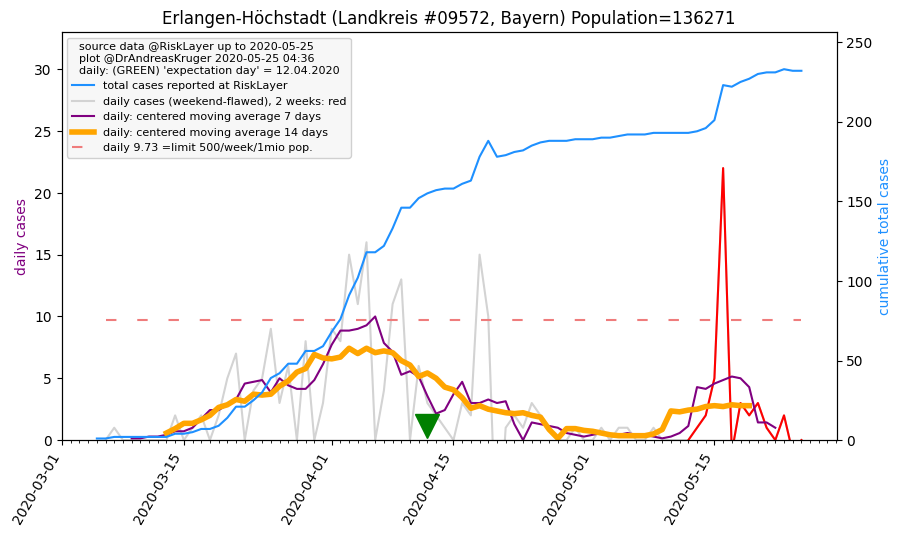 Erlangen-Höchstadt (Landkreis #09572, Bayern) Population=136271
source data @RiskLayer up to 2020-05-25
plot @DrAndreasKruger 2020-05-25 04:36
daily: (GREEN) 'expectation day' = 12.04.2020
total cases reported at RiskLayer
daily cases (weekend-flawed), 2 weeks: red
daily: centered moving average 7 days
daily: centered moving average 14 days
daily 9.73 =limit 500/week/1mio pop.
daily cases
30
25
20
15
10
5
0
cumulative total cases
250
200
150
100
50
0
2020-03-01
2020-03-15
2020-04-01
2020-04-15
2020-05-01
2020-05-15